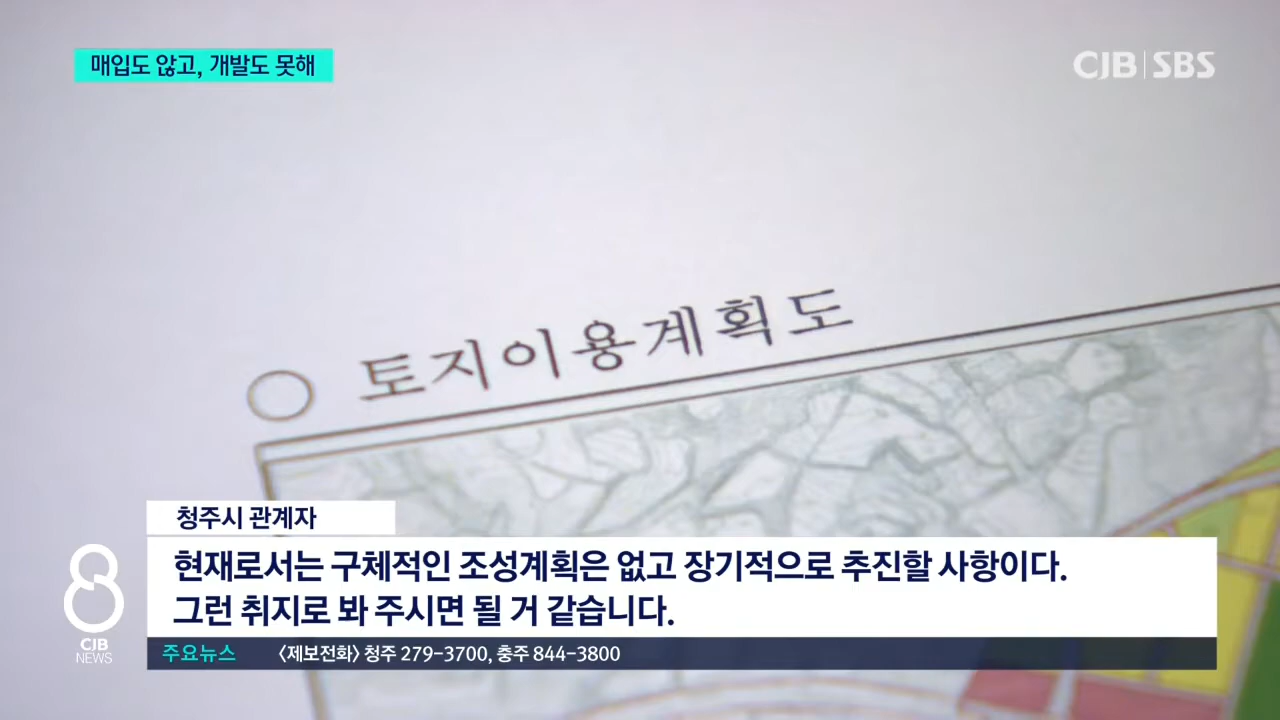 매입도 않고, 개발도 못해
CJB SBS
○ 토지이용계획도
청주시 관계자
현재로서는 구체적인 조성계획은 없고 장기적으로 추진할 사항이다.
그런 취지로 봐 주시면 될 거 같습니다.
8
CJB
NEWS
주요뉴스 〈제보전화〉 청주 279-3700, 충주 844-3800